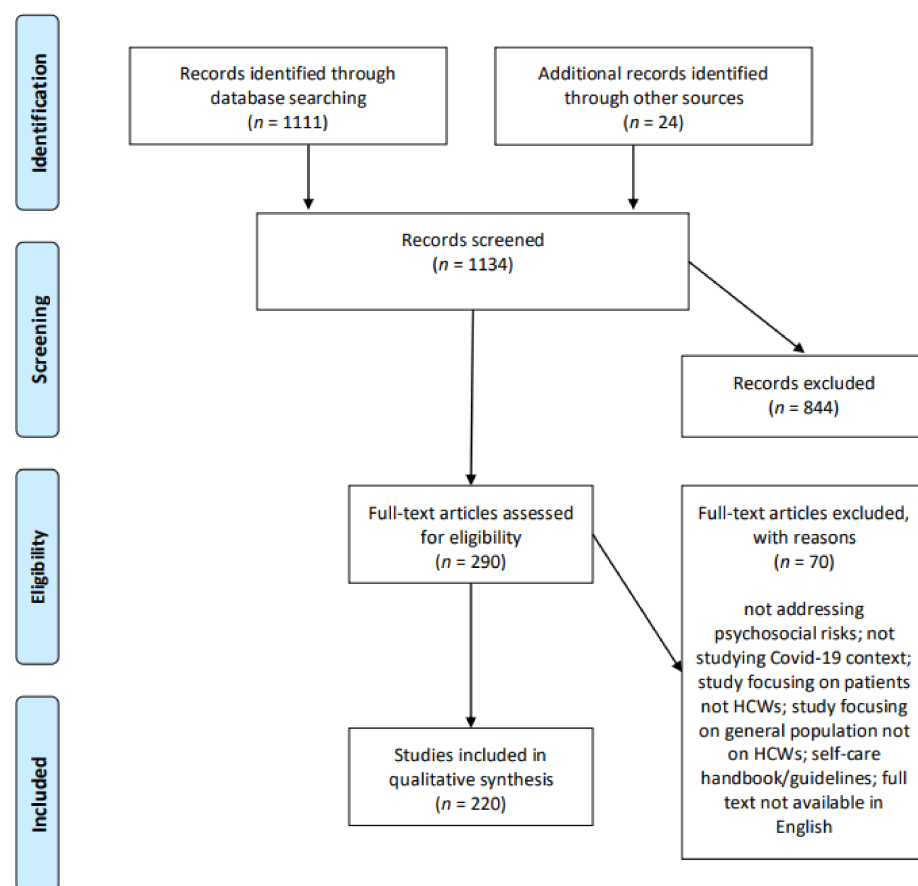 Identification
Records identified through
database searching
(n = 1111)
Additional records identified
through other sources
(n = 24)
Screening
Records screened
(n = 1134)
Records excluded
(n = 844)
Eligibility
Full-text articles assessed
for eligibility
(n = 290)
Full-text articles excluded,
with reasons
(n = 70)
not addressing
psychosocial risks; not
studying Covid-19 context;
study focusing on patients
not HCWs; study focusing
on general population not
on HCWs; self-care
handbook/guidelines; full
text not available in
English
Included
Studies included in
qualitative synthesis
(n = 220)